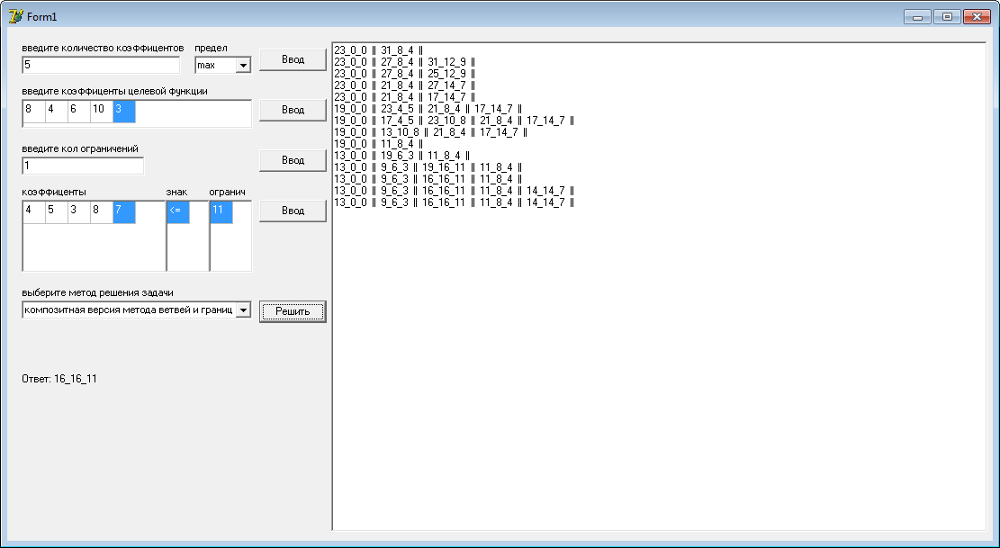 Form1
введите количество коэффицентов предел
5 max Ввод
введите коэффиценты целевой функции
8 4 6 10 3 Ввод
введите кол ограничений
1 Ввод
коэффиценты знак огранич
4 5 3 8 7 <= 11 Ввод
выберите метод решения задачи
композитная версия метода ветвей и границ Решить
Ответ: 16_16_11
23_0_0 || 31_8_4 ||
23_0_0 || 27_8_4 || 31_12_9 ||
23_0_0 || 27_8_4 || 25_12_9 ||
23_0_0 || 21_8_4 || 27_14_7 ||
23_0_0 || 21_8_4 || 17_14_7 ||
19_0_0 || 23_4_5 || 21_8_4 || 17_14_7 ||
19_0_0 || 17_4_5 || 23_10_8 || 21_8_4 || 17_14_7 ||
19_0_0 || 13_10_8 || 21_8_4 || 17_14_7 ||
19_0_0 || 11_8_4 ||
13_0_0 || 19_6_3 || 11_8_4 ||
13_0_0 || 9_6_3 || 19_16_11 || 11_8_4 ||
13_0_0 || 9_6_3 || 16_16_11 || 11_8_4 ||
13_0_0 || 9_6_3 || 16_16_11 || 11_8_4 || 14_14_7 ||
13_0_0 || 9_6_3 || 16_16_11 || 11_8_4 || 14_14_7 ||